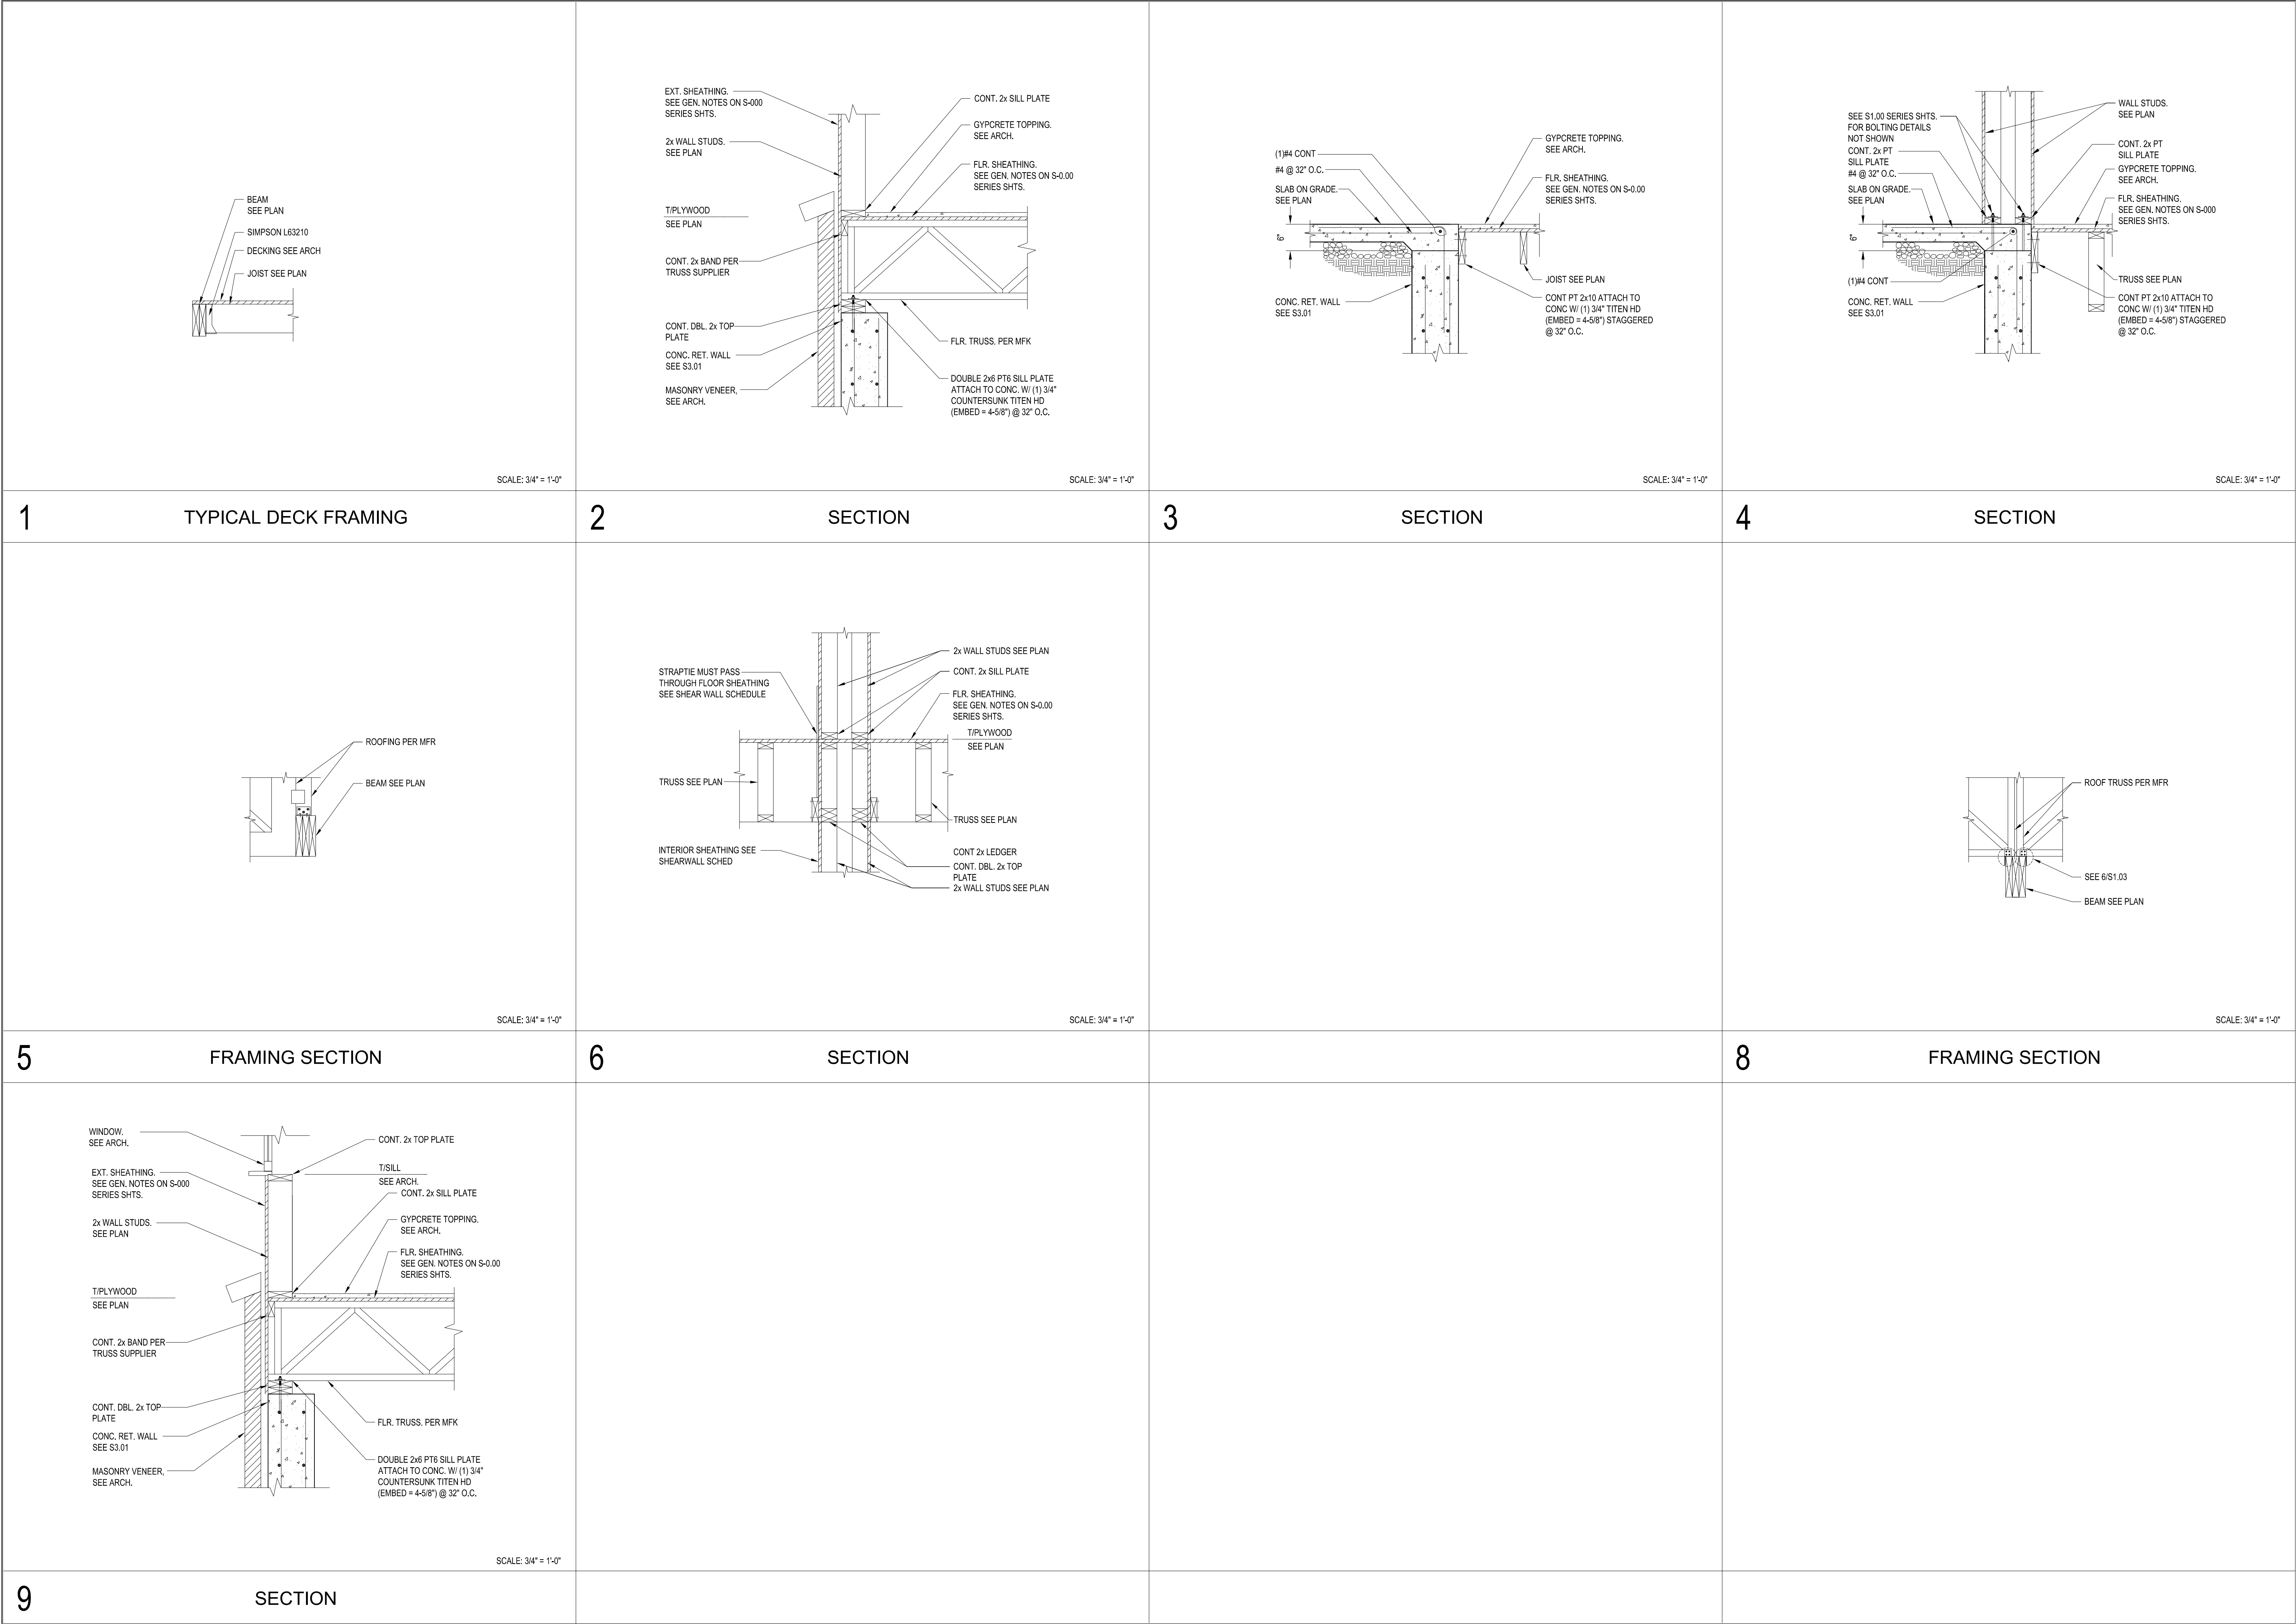 BEAM
SEE PLAN
SIMPSON L63210
DECKING SEE ARCH
JOIST SEE PLAN
SCALE: 3/4" = 1'-0"
1
TYPICAL DECK FRAMING
EXT. SHEATHING.
SEE GEN. NOTES ON S-000
SERIES SHTS.
2x WALL STUDS.
SEE PLAN
T/PLYWOOD
SEE PLAN
CONT. 2x BAND PER
TRUSS SUPPLIER
CONT. DBL. 2x TOP
PLATE
CONC. RET. WALL
SEE S3.01
MASONRY VENEER,
SEE ARCH.
CONT. 2x SILL PLATE
GYPCRETE TOPPING.
SEE ARCH.
FLR. SHEATHING.
SEE GEN. NOTES ON S-0.00
SERIES SHTS.
FLR. TRUSS. PER MFK
DOUBLE 2x6 PT6 SILL PLATE
ATTACH TO CONC. W/ (1) 3/4"
COUNTERSUNK TITEN HD
(EMBED = 4-5/8") @ 32" O.C.
SCALE: 3/4" = 1'-0"
2
SECTION
(1)#4 CONT
#4 @ 32" O.C.
SLAB ON GRADE.
SEE PLAN
6"
CONC. RET. WALL
SEE S3.01
GYPCRETE TOPPING.
SEE ARCH.
FLR. SHEATHING.
SEE GEN. NOTES ON S-0.00
SERIES SHTS.
JOIST SEE PLAN
CONT PT 2x10 ATTACH TO
CONC W/ (1) 3/4" TITEN HD
(EMBED = 4-5/8") STAGGERED
@ 32" O.C.
SCALE: 3/4" = 1'-0"
3
SECTION
SEE S1.00 SERIES SHTS.
FOR BOLTING DETAILS
NOT SHOWN
CONT. 2x PT
SILL PLATE
#4 @ 32" O.C.
SLAB ON GRADE.
SEE PLAN
6"
(1)#4 CONT
CONC. RET. WALL
SEE S3.01
WALL STUDS.
SEE PLAN
CONT. 2x PT
SILL PLATE
GYPCRETE TOPPING.
SEE ARCH.
FLR. SHEATHING.
SEE GEN. NOTES ON S-000
SERIES SHTS.
TRUSS SEE PLAN
CONT PT 2x10 ATTACH TO
CONC W/ (1) 3/4" TITEN HD
(EMBED = 4-5/8") STAGGERED
@ 32" O.C.
SCALE: 3/4" = 1'-0"
4
SECTION
ROOFING PER MFR
BEAM SEE PLAN
SCALE: 3/4" = 1'-0"
5
FRAMING SECTION
STRAPTIE MUST PASS
THROUGH FLOOR SHEATHING
SEE SHEAR WALL SCHEDULE
TRUSS SEE PLAN
INTERIOR SHEATHING SEE
SHEARWALL SCHED
2x WALL STUDS SEE PLAN
CONT. 2x SILL PLATE
FLR. SHEATHING.
SEE GEN. NOTES ON S-0.00
SERIES SHTS.
T/PLYWOOD
SEE PLAN
TRUSS SEE PLAN
CONT 2x LEDGER
CONT. DBL. 2x TOP
PLATE
2x WALL STUDS SEE PLAN
SCALE: 3/4" = 1'-0"
6
SECTION
ROOF TRUSS PER MFR
SEE 6/S1.03
BEAM SEE PLAN
SCALE: 3/4" = 1'-0"
8
FRAMING SECTION
WINDOW.
SEE ARCH.
EXT. SHEATHING.
SEE GEN. NOTES ON S-000
SERIES SHTS.
2x WALL STUDS.
SEE PLAN
T/PLYWOOD
SEE PLAN
CONT. 2x BAND PER
TRUSS SUPPLIER
CONT. DBL. 2x TOP
PLATE
CONC. RET. WALL
SEE S3.01
MASONRY VENEER,
SEE ARCH.
CONT. 2x TOP PLATE
T/SILL
SEE ARCH.
CONT. 2x SILL PLATE
GYPCRETE TOPPING.
SEE ARCH.
FLR. SHEATHING.
SEE GEN. NOTES ON S-0.00
SERIES SHTS.
FLR. TRUSS. PER MFK
DOUBLE 2x6 PT6 SILL PLATE
ATTACH TO CONC. W/ (1) 3/4"
COUNTERSUNK TITEN HD
(EMBED = 4-5/8") @ 32" O.C.
SCALE: 3/4" = 1'-0"
9
SECTION